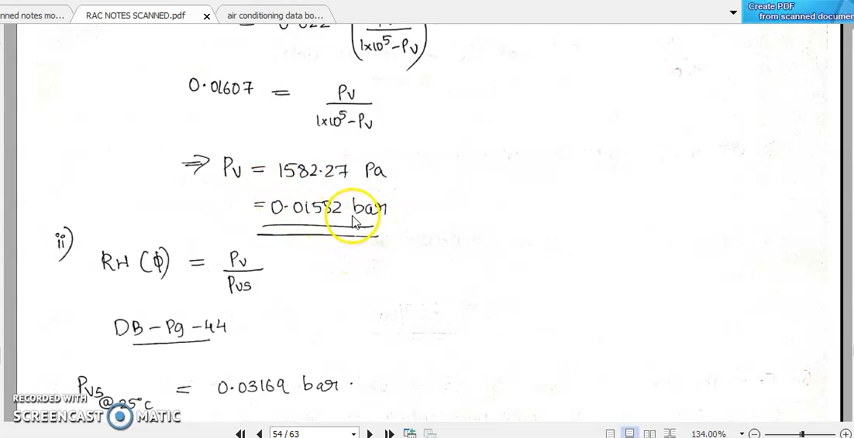 nned notes mo...
RAC NOTES SCANNED.pdf
×
air conditioning data bo...
Create PDF
from scanned documen
1x10⁵-Pv
0.01607 = Pv
1x10⁵-Pv
⇒ Pv = 1582.27 Pa
= 0.01582 bar
ii)
RH (ϕ) = Pv
Pvs
DB-Pg-44
Pvs = 0.03169 bar.
@25°C
RECORDED WITH
SCREENCAST MATIC
54 / 63
134.00%